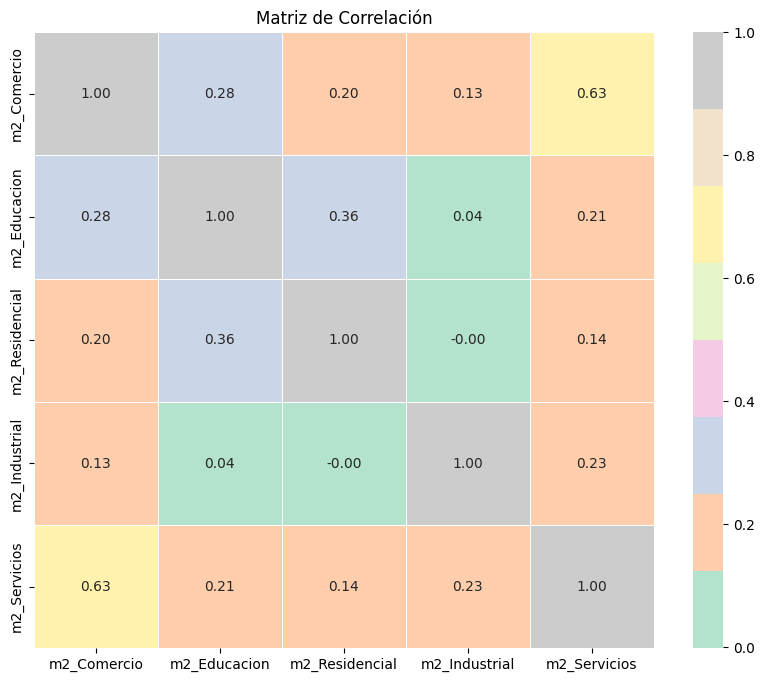 Matriz de Correlación
m2_Comercio
1.00 0.28 0.20 0.13 0.63
m2_Educacion
0.28 1.00 0.36 0.04 0.21
m2_Residencial
0.20 0.36 1.00 -0.00 0.14
m2_Industrial
0.13 0.04 -0.00 1.00 0.23
m2_Servicios
0.63 0.21 0.14 0.23 1.00
m2_Comercio m2_Educacion m2_Residencial m2_Industrial m2_Servicios
1.0
0.8
0.6
0.4
0.2
0.0